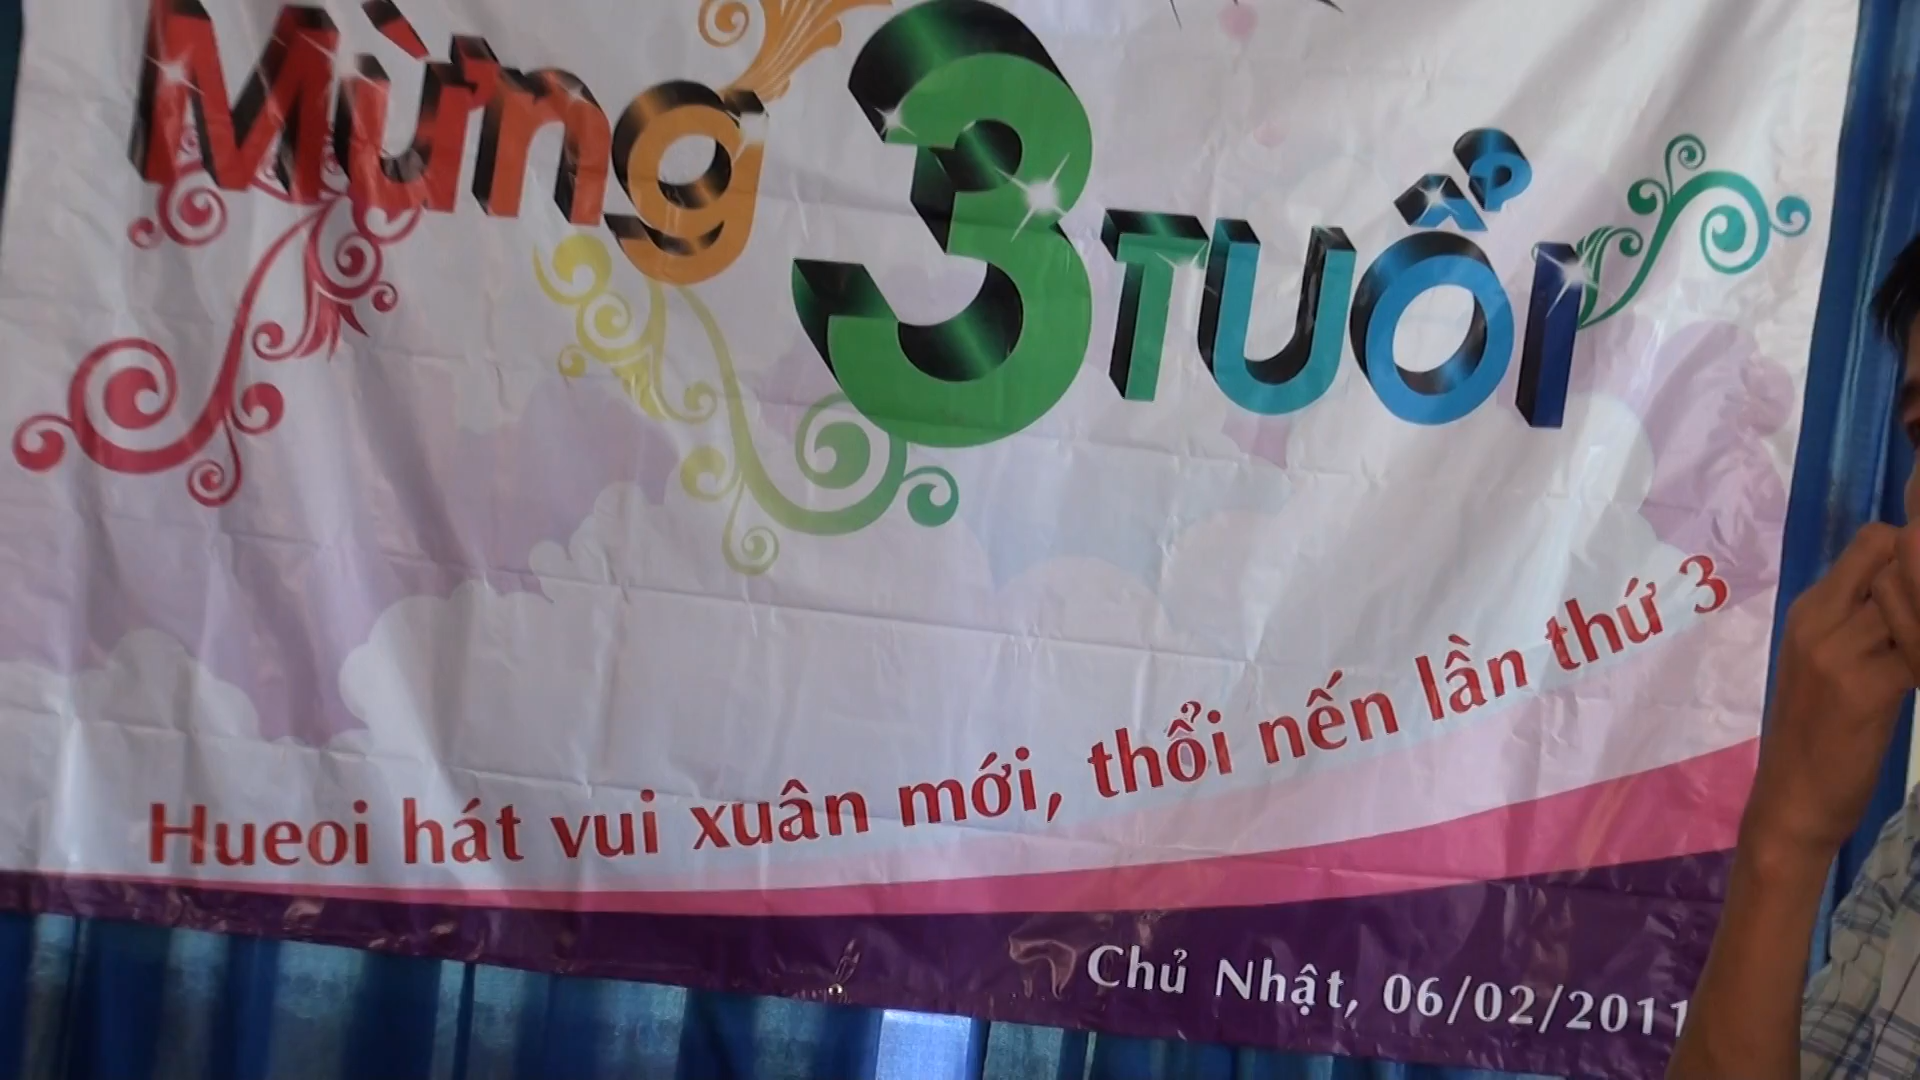 Mừng 3 TUỔI
Hueoi hát vui xuân mới, thổi nến lần thứ 3
Chủ Nhật, 06/02/2011